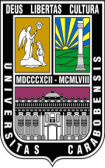 DEUS LIBERTAS CULTURA
MDCCCXCII - MCMLVIII
UNIVERSITAS
CARABOBENSIS